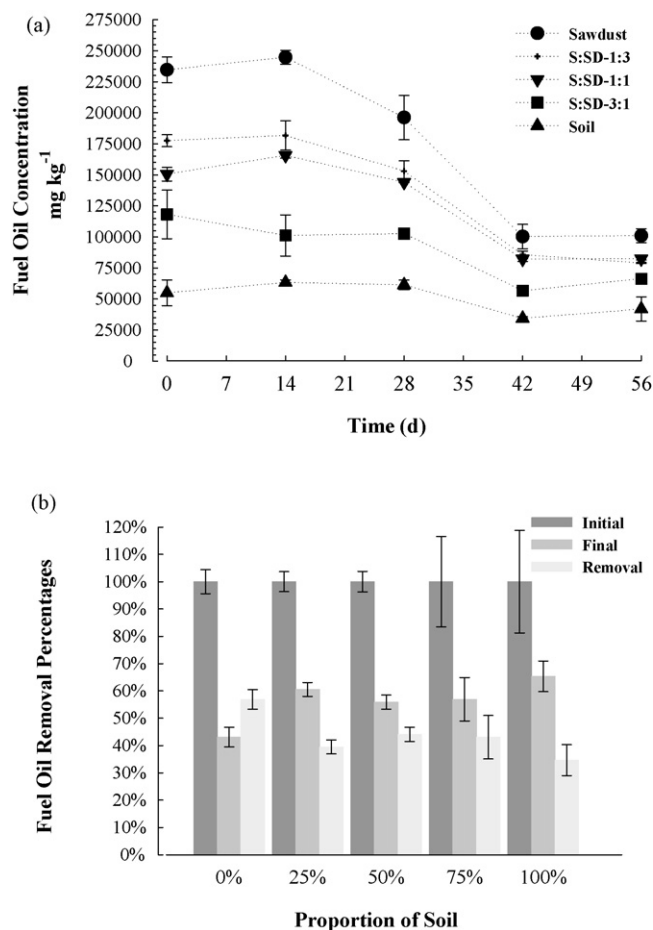 (a)
Fuel Oil Concentration
mg kg-1
275000
250000
225000
200000
175000
150000
125000
100000
75000
50000
25000
0
Sawdust
S:SD-1:3
S:SD-1:1
S:SD-3:1
Soil
0 7 14 21 28 35 42 49 56
Time (d)
(b)
Fuel Oil Removal Percentages
120%
110%
100%
90%
80%
70%
60%
50%
40%
30%
20%
10%
0%
Initial
Final
Removal
0% 25% 50% 75% 100%
Proportion of Soil